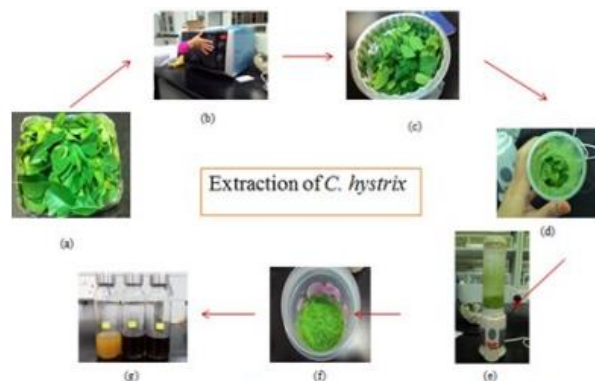 (b)
(c)
Extraction of C. hystrix
(a)
(d)
(g)
(f)
(e)